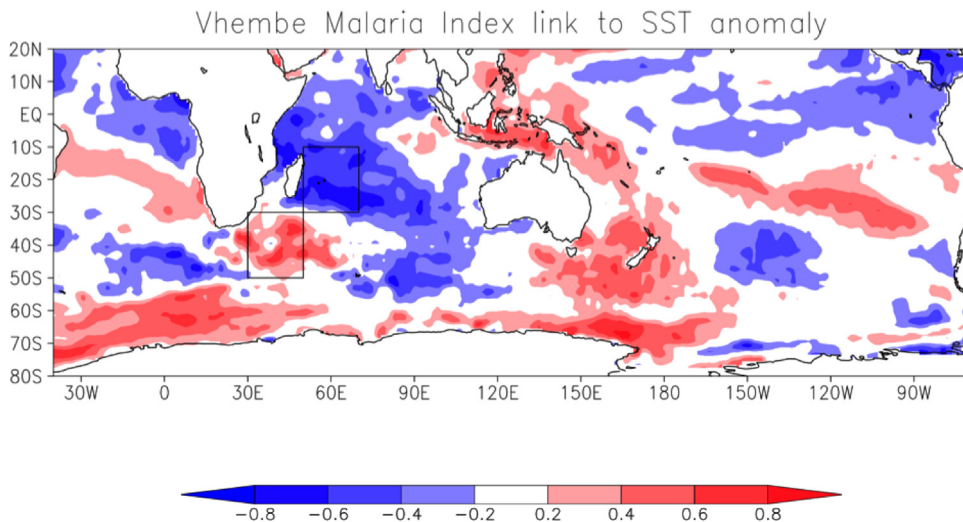 Vhembe Malaria Index link to SST anomaly
20N
10N
EQ
10S
20S
30S
40S
50S
60S
70S
80S
30W 0 30E 60E 90E 120E 150E 180 150W 120W 90W
−0.8 −0.6 −0.4 −0.2 0.2 0.4 0.6 0.8